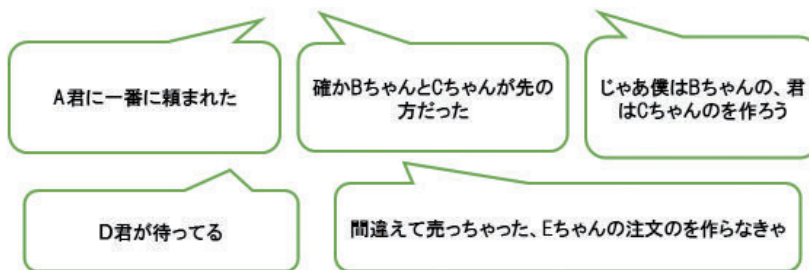 A君に一番に頼まれた
確かBちゃんとCちゃんが先の
方だった
じゃあ僕はBちゃんの、君
はCちゃんのを作ろう
D君が待ってる
間違えて売っちゃった、Eちゃんの注文のを作らなきゃ